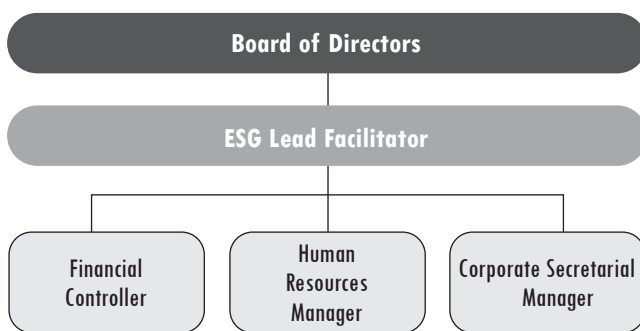 Board of Directors
ESG Lead Facilitator
Financial
Controller
Human
Resources
Manager
Corporate Secretarial
Manager